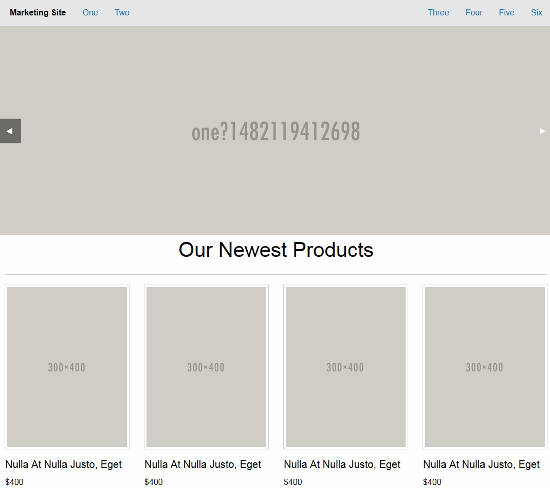 Marketing Site One Two Three Four Five Six
one?1482119412698
Our Newest Products
300×400 300×400 300×400 300×400
Nulla At Nulla Justo, Eget Nulla At Nulla Justo, Eget Nulla At Nulla Justo, Eget Nulla At Nulla Justo, Eget
$400 $400 $400 $400